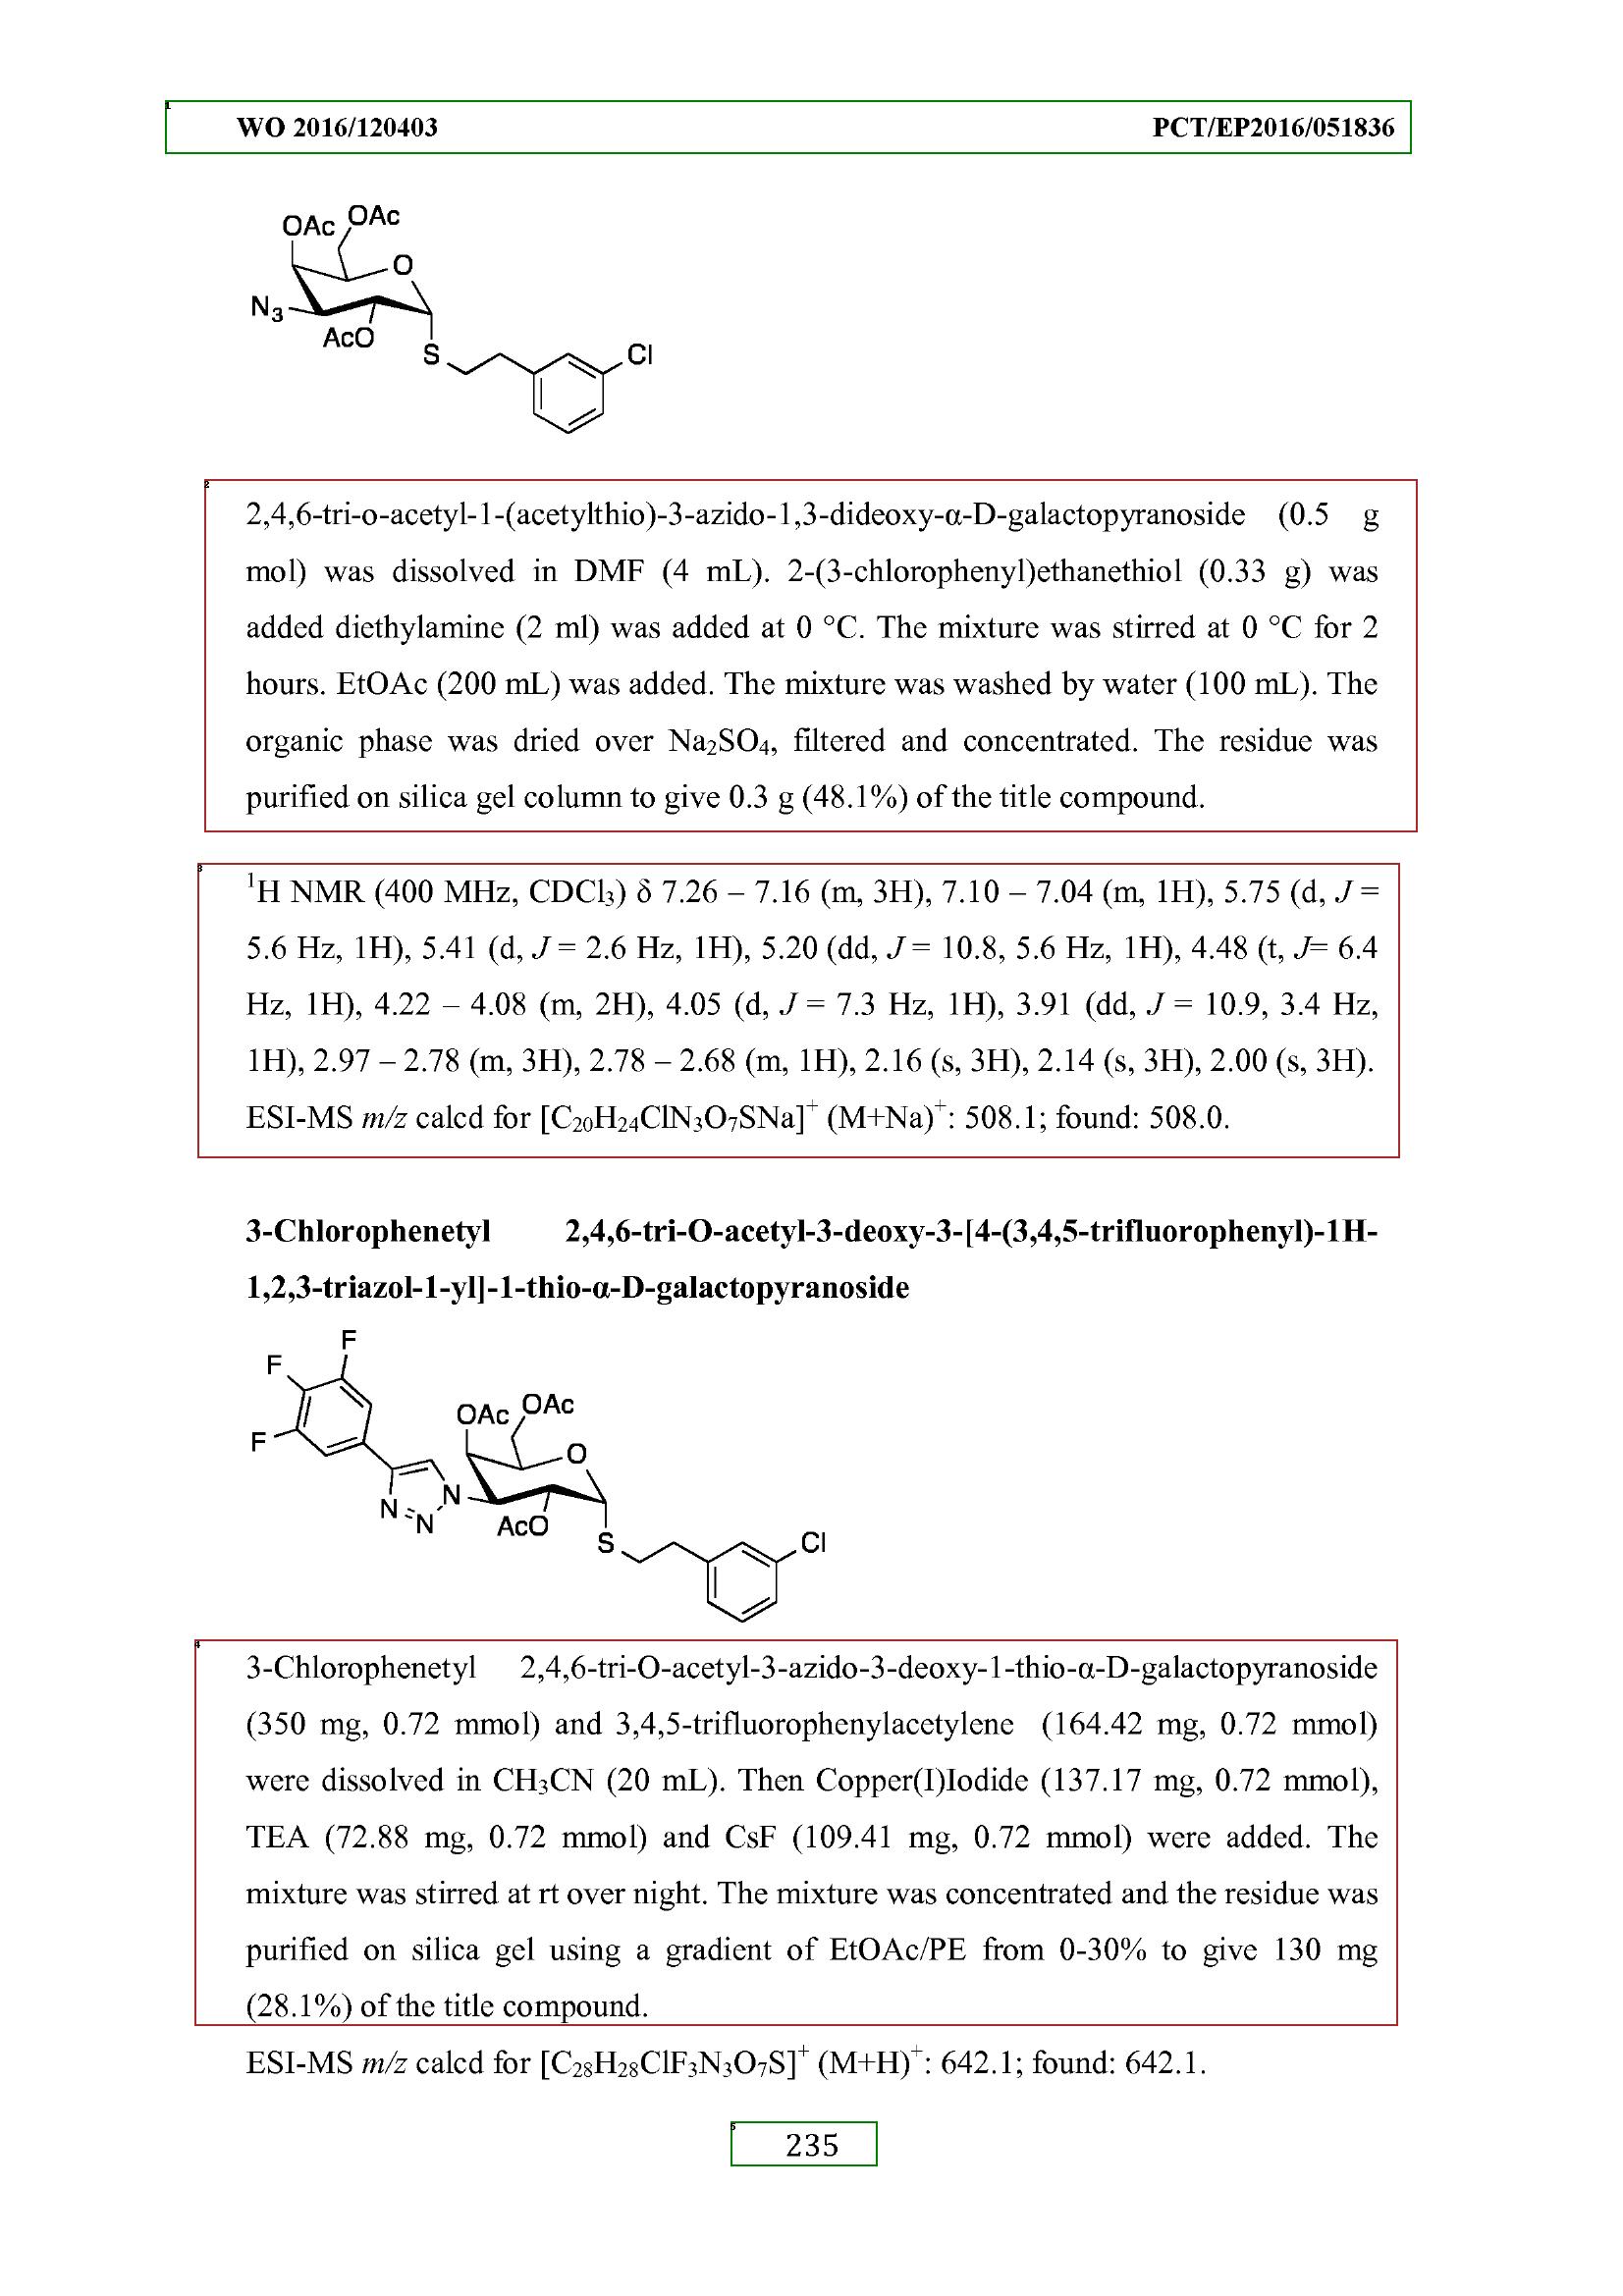 WO 2016/120403 PCT/EP2016/051836
OAc OAc
O
N3
AcO
S
Cl
2,4,6-tri-o-acetyl-1-(acetylthio)-3-azido-1,3-dideoxy-α-D-galactopyranoside (0.5 g
mol) was dissolved in DMF (4 mL). 2-(3-chlorophenyl)ethanethiol (0.33 g) was
added diethylamine (2 ml) was added at 0 °C. The mixture was stirred at 0 °C for 2
hours. EtOAc (200 mL) was added. The mixture was washed by water (100 mL). The
organic phase was dried over Na₂SO₄, filtered and concentrated. The residue was
purified on silica gel column to give 0.3 g (48.1%) of the title compound.
¹H NMR (400 MHz, CDCl₃) δ 7.26 – 7.16 (m, 3H), 7.10 – 7.04 (m, 1H), 5.75 (d, J =
5.6 Hz, 1H), 5.41 (d, J = 2.6 Hz, 1H), 5.20 (dd, J = 10.8, 5.6 Hz, 1H), 4.48 (t, J= 6.4
Hz, 1H), 4.22 – 4.08 (m, 2H), 4.05 (d, J = 7.3 Hz, 1H), 3.91 (dd, J = 10.9, 3.4 Hz,
1H), 2.97 – 2.78 (m, 3H), 2.78 – 2.68 (m, 1H), 2.16 (s, 3H), 2.14 (s, 3H), 2.00 (s, 3H).
ESI-MS m/z calcd for [C₂₀H₂₄ClN₃O₇SNa]⁺ (M+Na)⁺: 508.1; found: 508.0.
3-Chlorophenetyl 2,4,6-tri-O-acetyl-3-deoxy-3-[4-(3,4,5-trifluorophenyl)-1H-
1,2,3-triazol-1-yl]-1-thio-α-D-galactopyranoside
F
F
F
OAc OAc
O
N
N
N
AcO
S
Cl
3-Chlorophenetyl 2,4,6-tri-O-acetyl-3-azido-3-deoxy-1-thio-α-D-galactopyranoside
(350 mg, 0.72 mmol) and 3,4,5-trifluorophenylacetylene (164.42 mg, 0.72 mmol)
were dissolved in CH₃CN (20 mL). Then Copper(I)Iodide (137.17 mg, 0.72 mmol),
TEA (72.88 mg, 0.72 mmol) and CsF (109.41 mg, 0.72 mmol) were added. The
mixture was stirred at rt over night. The mixture was concentrated and the residue was
purified on silica gel using a gradient of EtOAc/PE from 0-30% to give 130 mg
(28.1%) of the title compound.
ESI-MS m/z calcd for [C₂₈H₂₈ClF₃N₃O₇S]⁺ (M+H)⁺: 642.1; found: 642.1.
235